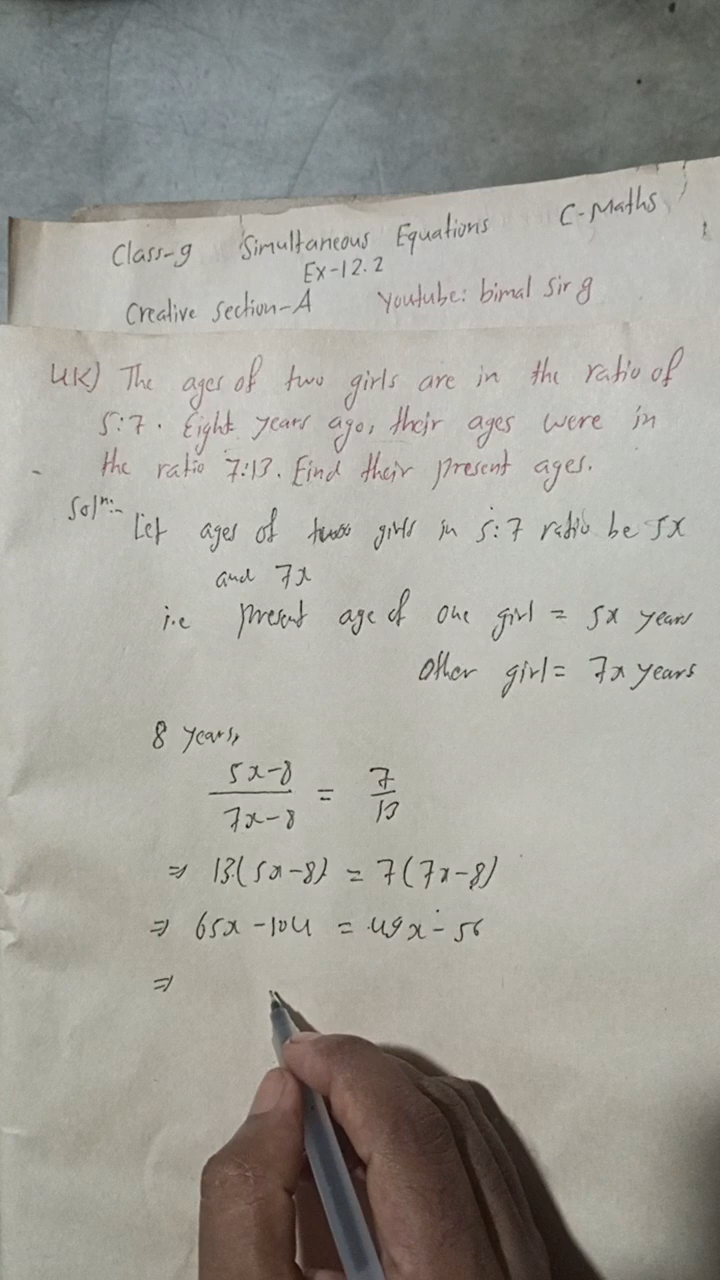 Class-9 Simultaneous Equations C-Maths
Ex-12.2
Creative Section-A Youtube: bimal Sir 9
4K) The ages of two girls are in the ratio of
5:7. Eight years ago, their ages were in
the ratio 7:13. Find their present ages.
Solⁿ:- Let ages of two girls in 5:7 ratio be 5x
and 7x
i.e present age of one girl = 5x years
Other girl = 7x years
8 years,
5x-8 / 7x-8 = 7 / 13
⇒ 13(5x-8) = 7(7x-8)
⇒ 65x - 104 = 49x - 56
⇒